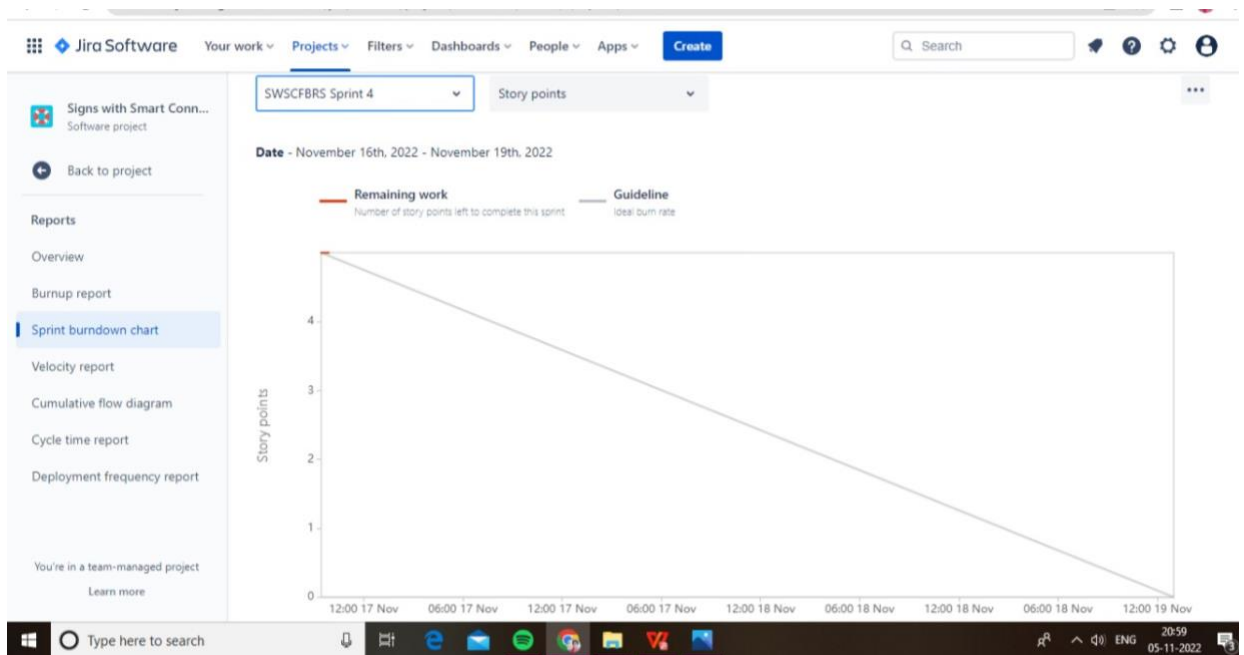 Jira Software Your work Projects Filters Dashboards People Apps Create Search
Signs with Smart Conn...
Software project
Back to project
Reports
Overview
Burnup report
Sprint burndown chart
Velocity report
Cumulative flow diagram
Cycle time report
Deployment frequency report
You're in a team-managed project
Learn more
SWSCFBRS Sprint 4 Story points
Date - November 16th, 2022 - November 19th, 2022
Remaining work
Number of story points left to complete this sprint
Guideline
Ideal burn rate
Story points
4
3
2
1
0
12:00 17 Nov 06:00 17 Nov 12:00 17 Nov 06:00 17 Nov 12:00 18 Nov 06:00 18 Nov 12:00 18 Nov 06:00 18 Nov 12:00 19 Nov
Type here to search ENG 20:59
05-11-2022 3